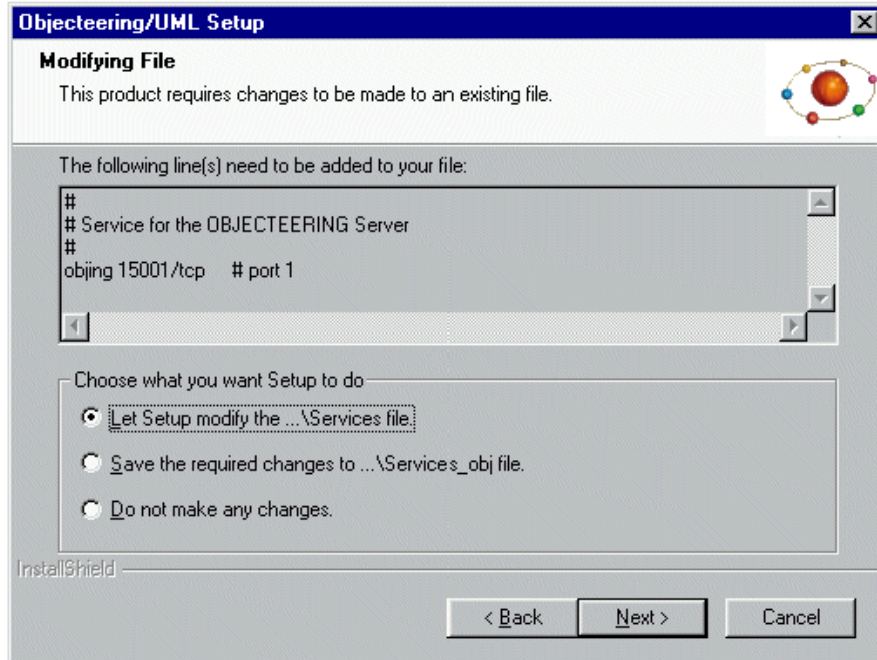 Objecteering/UML Setup
Modifying File
This product requires changes to be made to an existing file.
The following line(s) need to be added to your file:
#
# Service for the OBJECTEERING Server
#
objing 15001/tcp # port 1
Choose what you want Setup to do
Let Setup modify the ...\Services file.
Save the required changes to ...\Services_obj file.
Do not make any changes.
InstallShield
< Back Next > Cancel